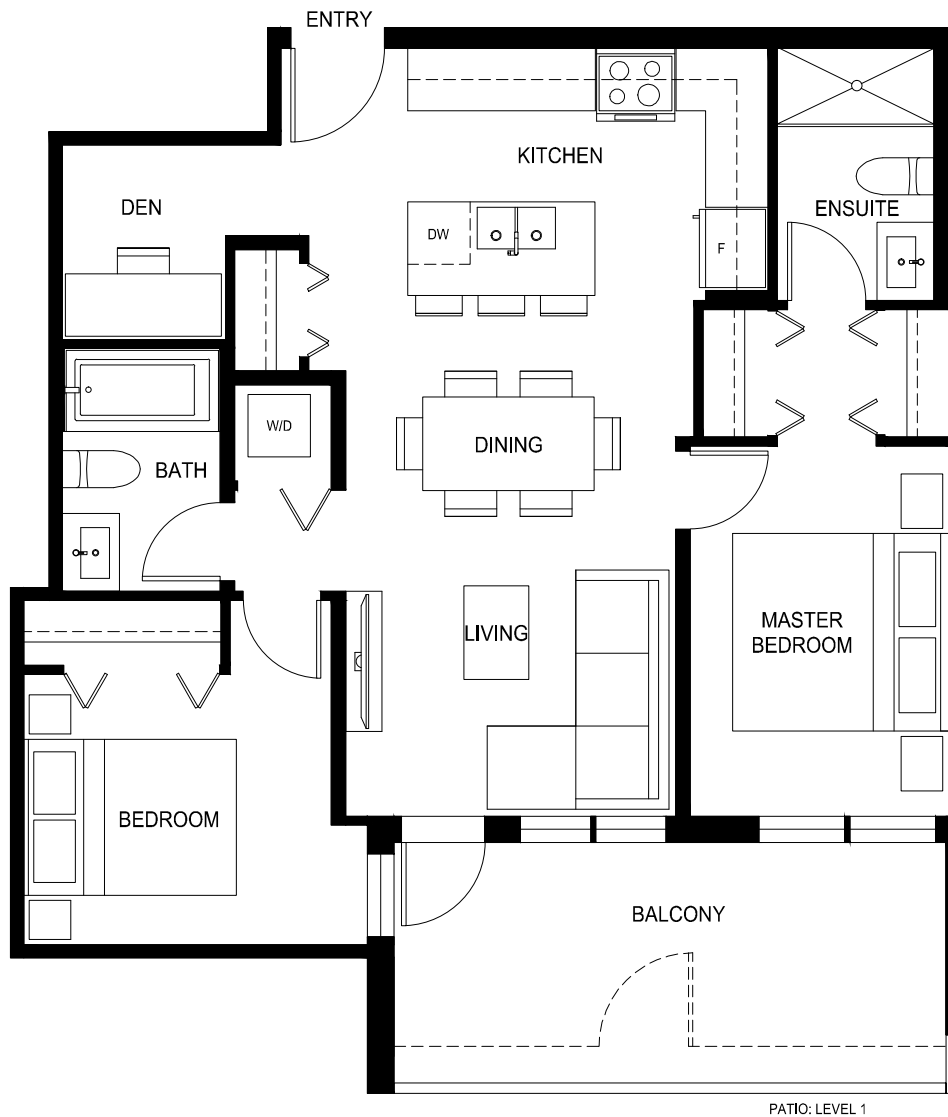 ENTRY
KITCHEN
DEN
ENSUITE
DW
F
W/D
DINING
BATH
LIVING
MASTER
BEDROOM
BEDROOM
BALCONY
PATIO: LEVEL 1